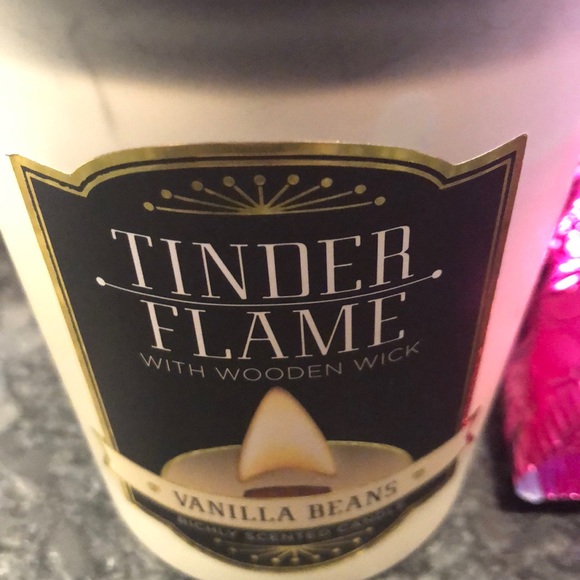 TINDER
FLAME
WITH WOODEN WICK
VANILLA BEANS
RICHLY SCENTED CANDLE